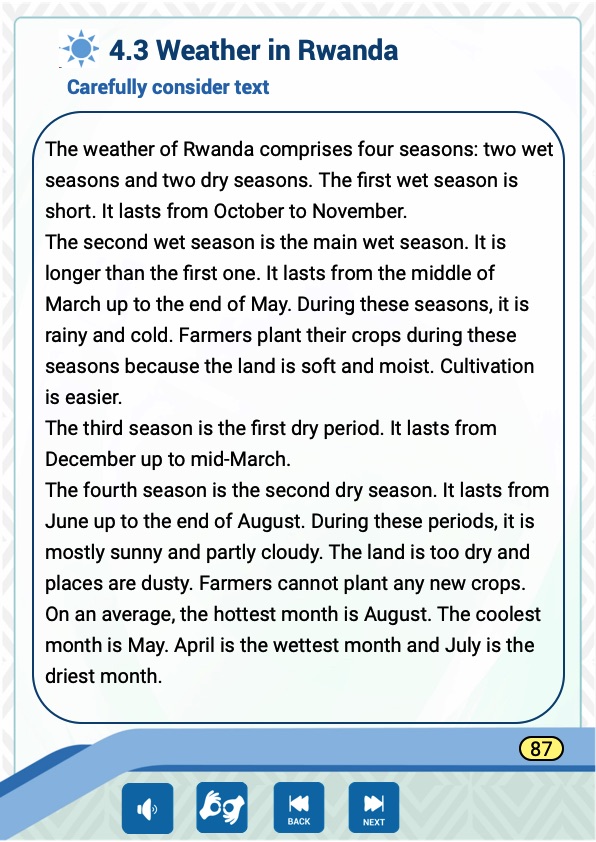 4.3 Weather in Rwanda
Carefully consider text
The weather of Rwanda comprises four seasons: two wet
seasons and two dry seasons. The first wet season is
short. It lasts from October to November.
The second wet season is the main wet season. It is
longer than the first one. It lasts from the middle of
March up to the end of May. During these seasons, it is
rainy and cold. Farmers plant their crops during these
seasons because the land is soft and moist. Cultivation
is easier.
The third season is the first dry period. It lasts from
December up to mid-March.
The fourth season is the second dry season. It lasts from
June up to the end of August. During these periods, it is
mostly sunny and partly cloudy. The land is too dry and
places are dusty. Farmers cannot plant any new crops.
On an average, the hottest month is August. The coolest
month is May. April is the wettest month and July is the
driest month.
87
BACK
NEXT